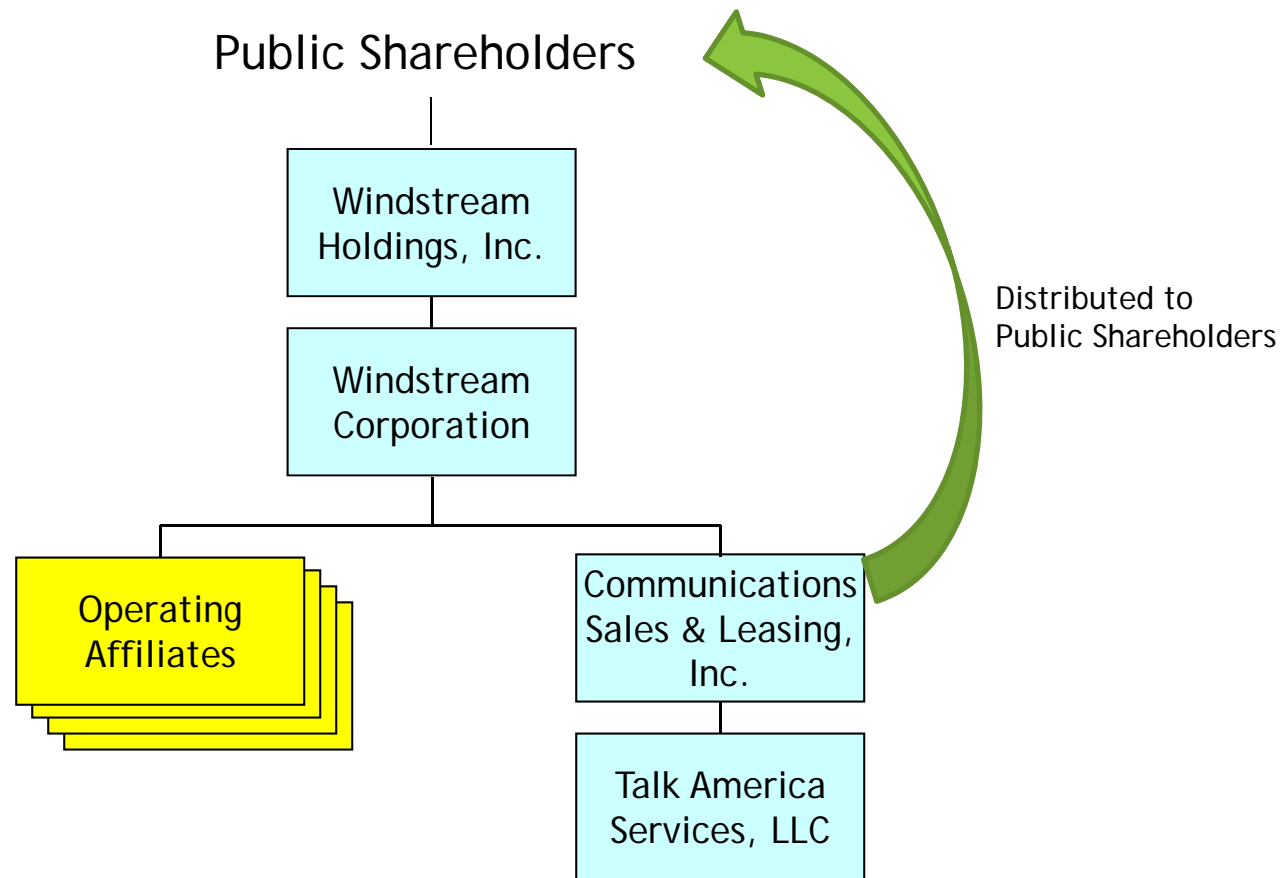 Public Shareholders
Windstream
Holdings, Inc.
Distributed to
Public Shareholders
Windstream
Corporation
Operating
Affiliates
Communications
Sales & Leasing,
Inc.
Talk America
Services, LLC